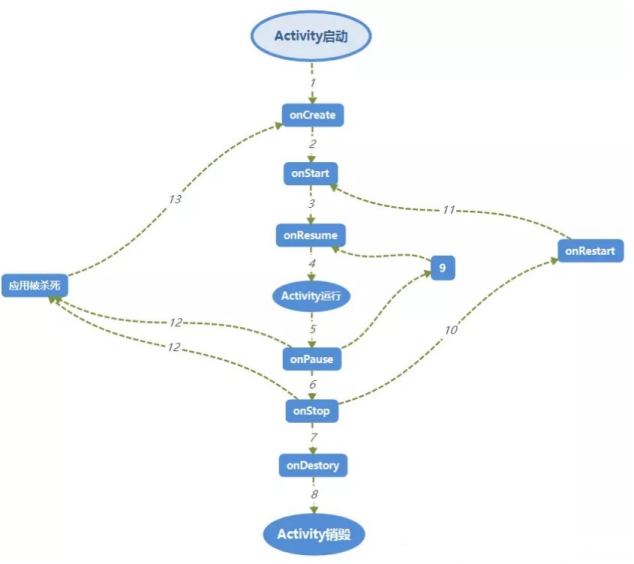 Activity启动
1
onCreate
2
onStart
13
3
11
onResume
onRestart
4
9
应用被杀死
Activity运行
12
5
10
12
onPause
6
onStop
7
onDestory
8
Activity销毁